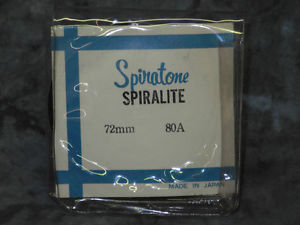 Spiratone
SPIRALITE
72mm 80A
MADE IN JAPAN